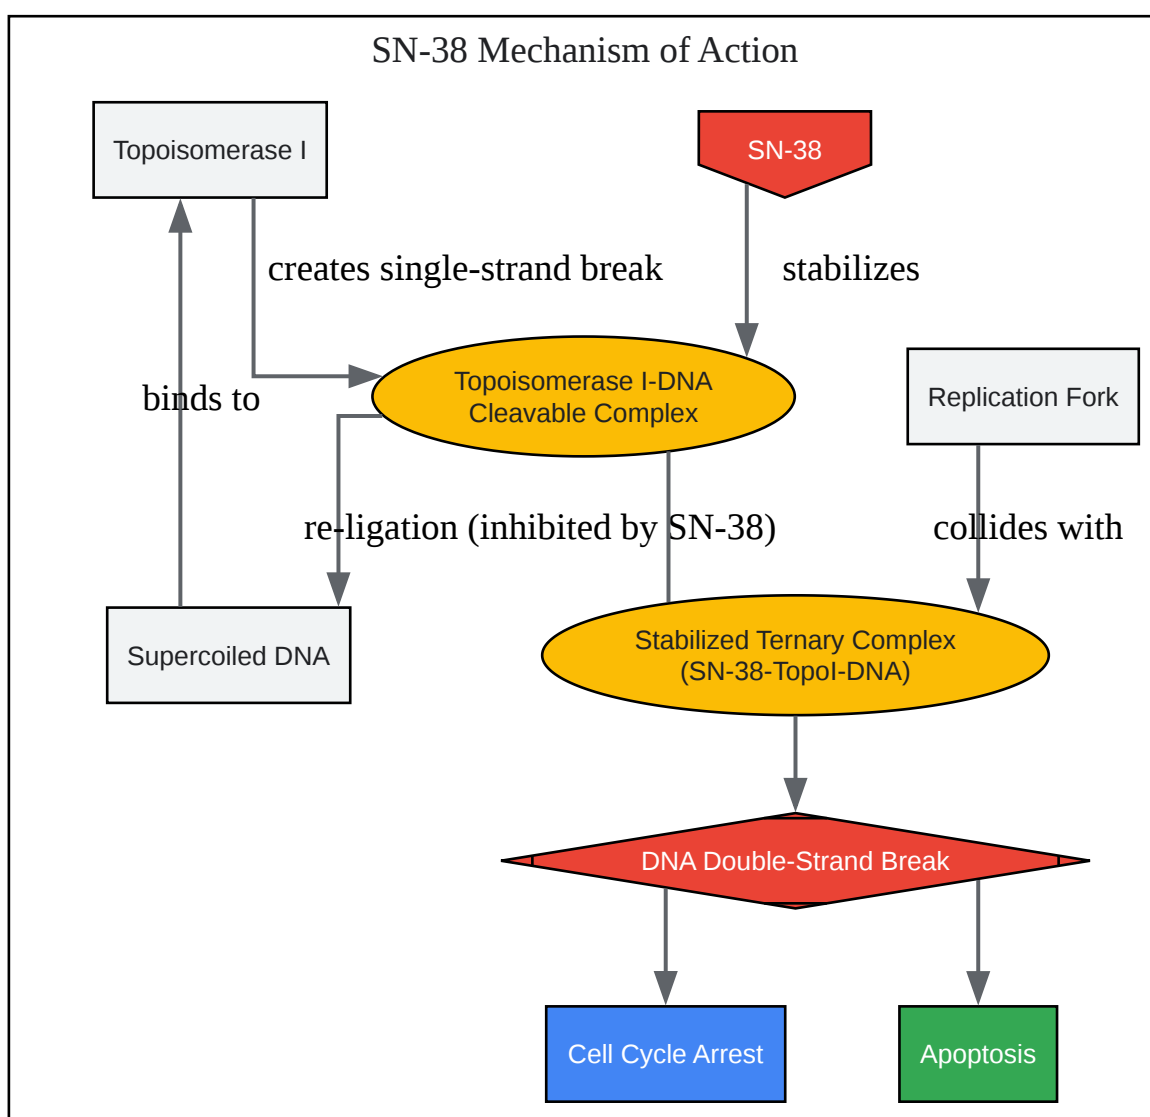 SN-38 Mechanism of Action
Topoisomerase I
SN-38
creates single-strand break
stabilizes
Topoisomerase I-DNA
Cleavable Complex
Replication Fork
binds to
re-ligation (inhibited by SN-38)
collides with
Supercoiled DNA
Stabilized Ternary Complex
(SN-38-TopoI-DNA)
DNA Double-Strand Break
Cell Cycle Arrest
Apoptosis